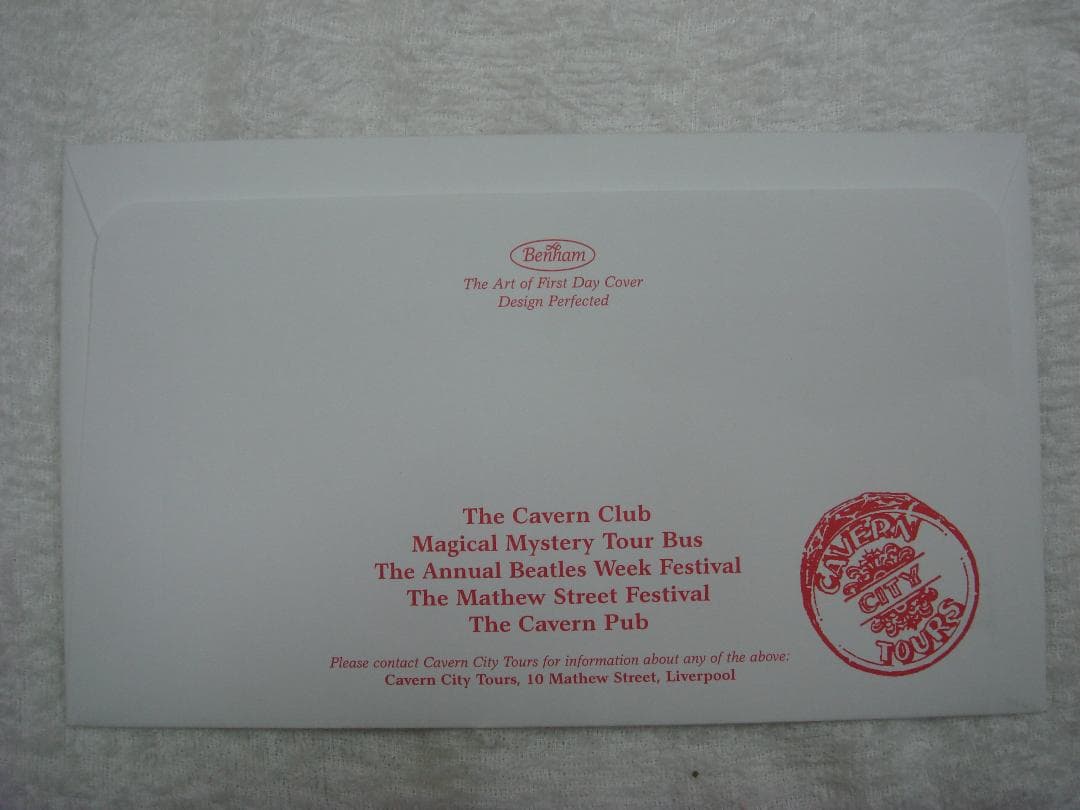 Benham
The Art of First Day Cover
Design Perfected
The Cavern Club
Magical Mystery Tour Bus
The Annual Beatles Week Festival
The Mathew Street Festival
The Cavern Pub
Please contact Cavern City Tours for information about any of the above:
Cavern City Tours, 10 Mathew Street, Liverpool
CAVERN
CITY
TOURS